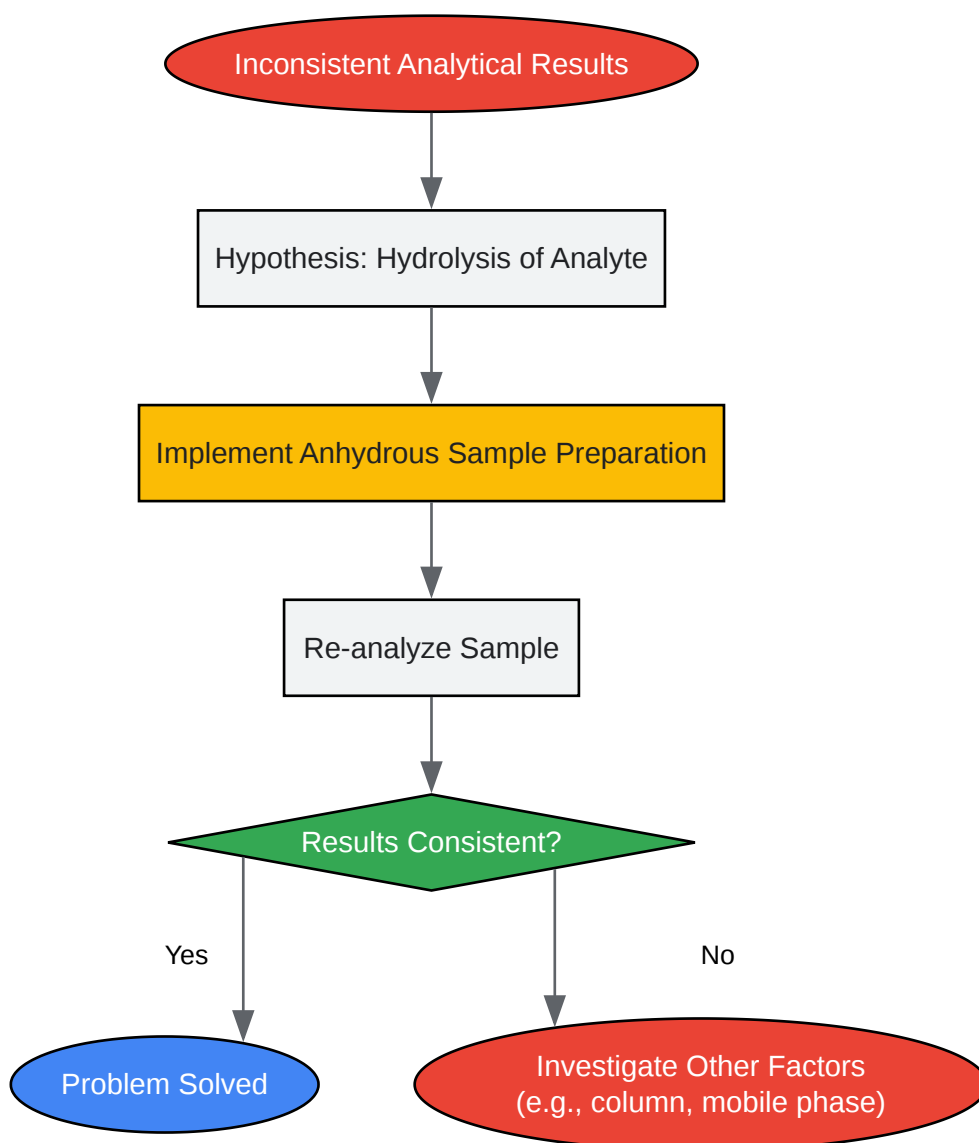 Inconsistent Analytical Results
Hypothesis: Hydrolysis of Analyte
Implement Anhydrous Sample Preparation
Re-analyze Sample
Results Consistent?
Yes
No
Problem Solved
Investigate Other Factors
(e.g., column, mobile phase)